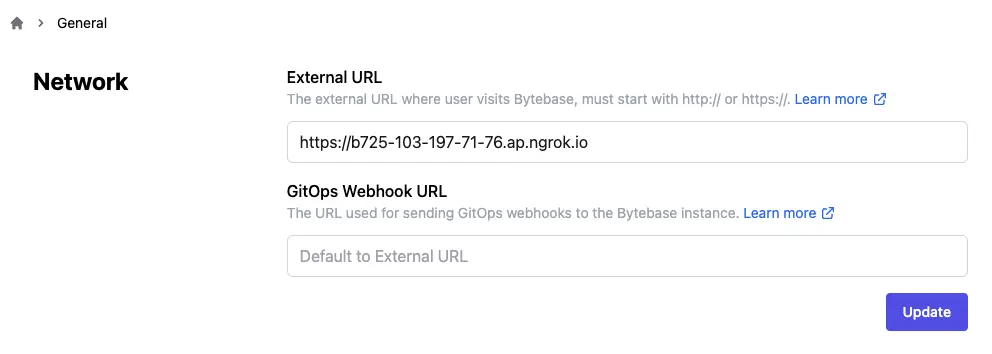 General
Network
External URL
The external URL where user visits Bytebase, must start with http:// or https://. Learn more
https://b725-103-197-71-76.ap.ngrok.io
GitOps Webhook URL
The URL used for sending GitOps webhooks to the Bytebase instance. Learn more
Default to External URL
Update